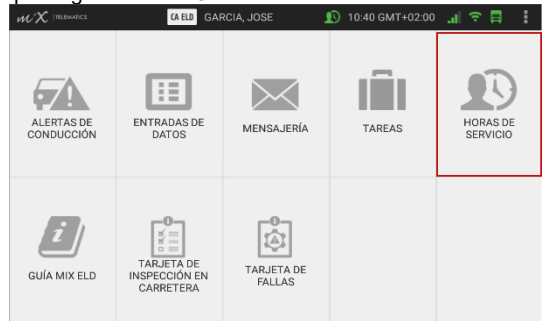 MiX TELEMATICS CA ELD GARCIA, JOSE 10:40 GMT+02:00
ALERTAS DE
CONDUCCIÓN
ENTRADAS DE
DATOS
MENSAJERÍA
TAREAS
HORAS DE
SERVICIO
GUÍA MIX ELD
TARJETA DE
INSPECCIÓN EN
CARRETERA
TARJETA DE
FALLAS